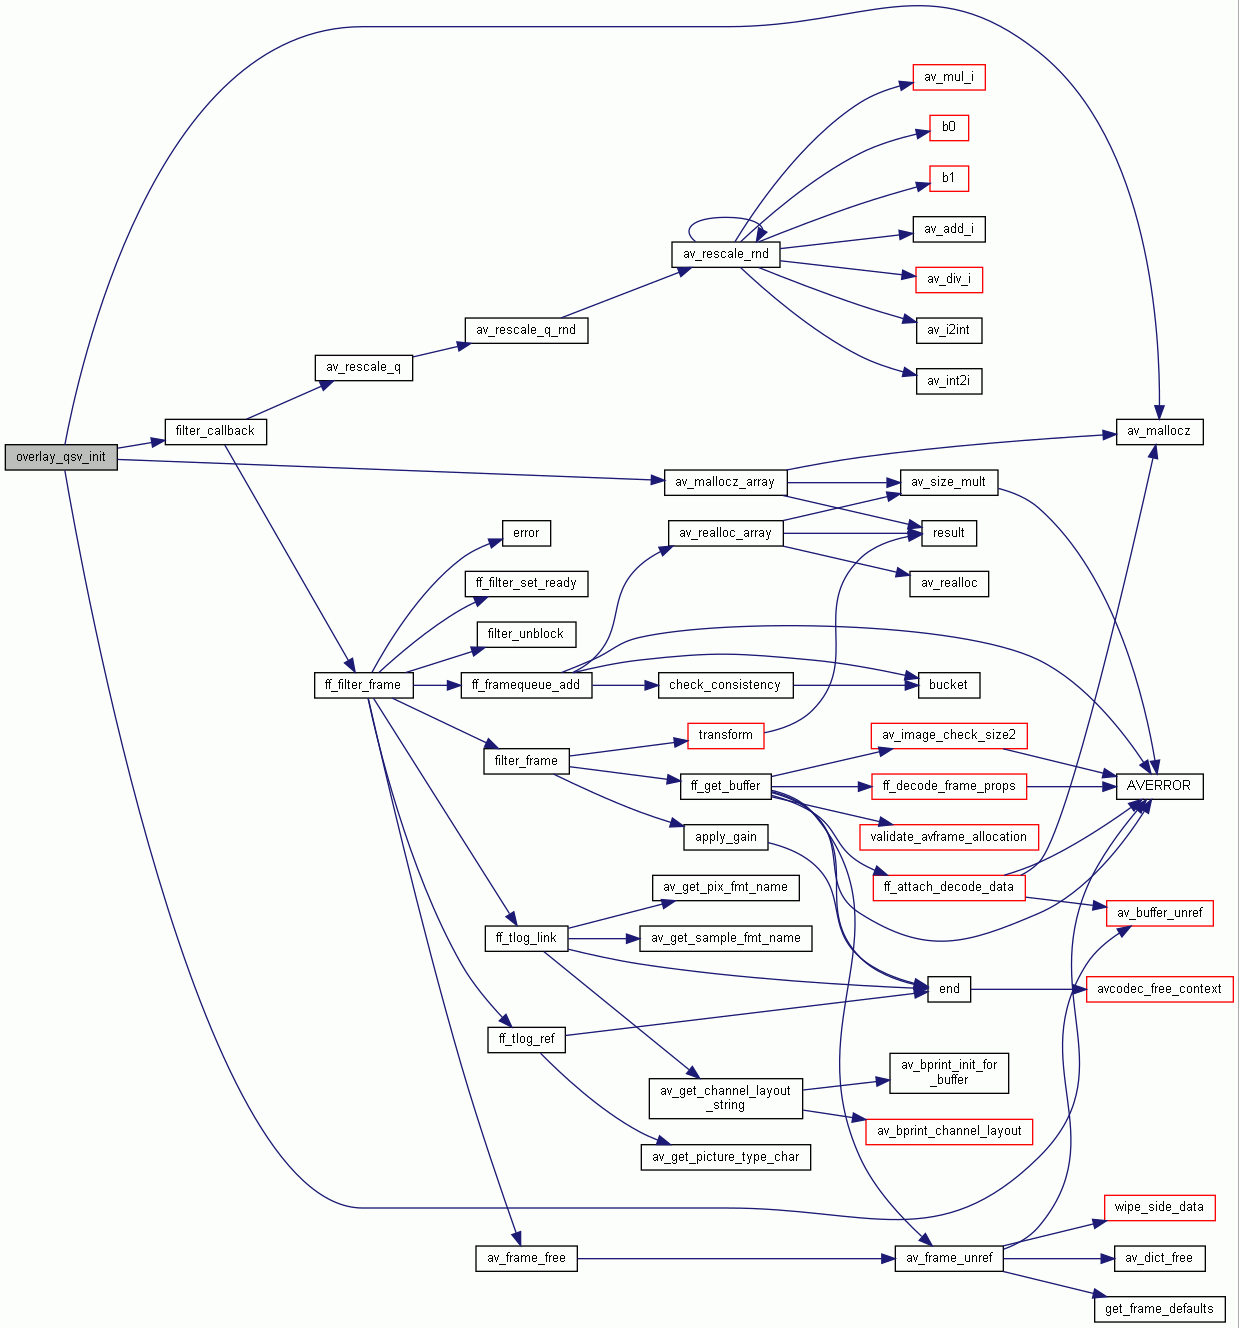 av_mul_i
b0
b1
av_add_i
av_rescale_rnd
av_div_i
av_i2int
av_rescale_q_rnd
av_rescale_q
av_int2i
filter_callback
av_mallocz
overlay_qsv_init
av_mallocz_array
av_size_mult
error
av_realloc_array
result
ff_filter_set_ready
av_realloc
filter_unblock
ff_filter_frame
ff_framequeue_add
check_consistency
bucket
transform
av_image_check_size2
filter_frame
ff_get_buffer
ff_decode_frame_props
AVERROR
apply_gain
validate_avframe_allocation
av_get_pix_fmt_name
ff_attach_decode_data
av_buffer_unref
ff_tlog_link
av_get_sample_fmt_name
end
avcodec_free_context
ff_tlog_ref
av_bprint_init_for
_buffer
av_get_channel_layout
_string
av_bprint_channel_layout
av_get_picture_type_char
wipe_side_data
av_frame_free
av_frame_unref
av_dict_free
get_frame_defaults